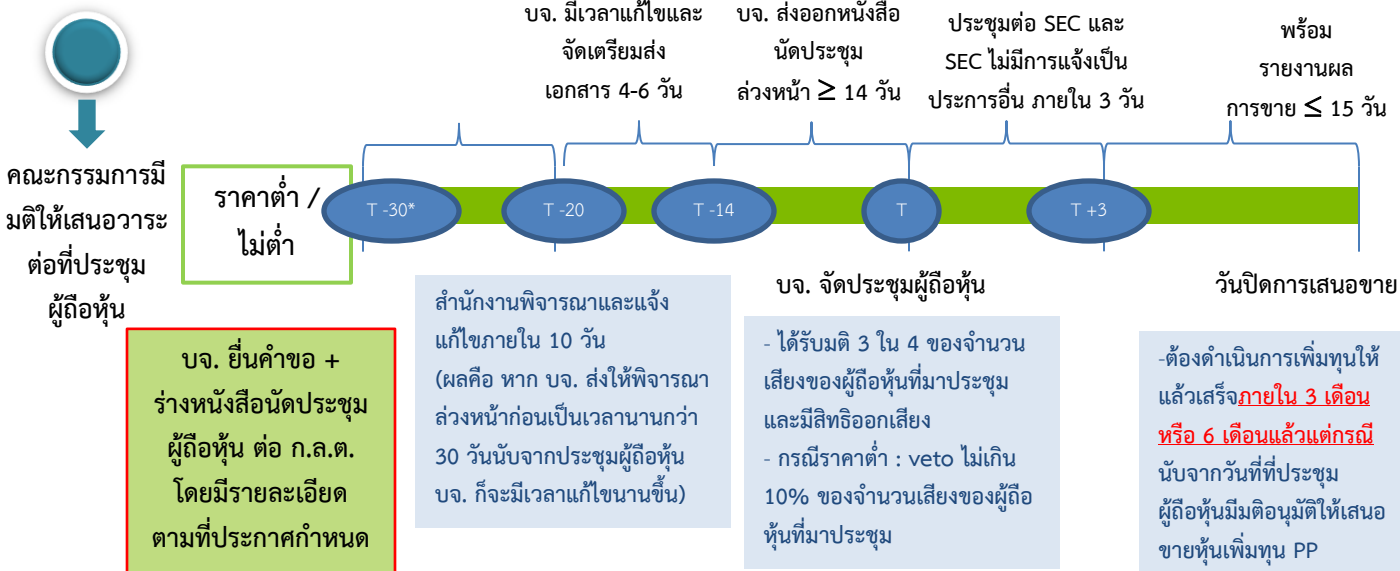 บจ. มีเวลาแก้ไขและ
จัดเตรียมส่ง
เอกสาร 4-6 วัน
บจ. ส่งออกหนังสือ
นัดประชุม
ล่วงหน้า ≥ 14 วัน
ประชุมต่อ SEC และ
SEC ไม่มีการแจ้งเป็น
ประการอื่น ภายใน 3 วัน
พร้อม
รายงานผล
การขาย ≤ 15 วัน
คณะกรรมการมี
มติให้เสนอวาระ
ต่อที่ประชุม
ผู้ถือหุ้น
ราคาต่ำ /
ไม่ต่ำ
T -30*
T -20
T -14
T
T +3
บจ. ยื่นคำขอ +
ร่างหนังสือนัดประชุม
ผู้ถือหุ้น ต่อ ก.ล.ต.
โดยมีรายละเอียด
ตามที่ประกาศกำหนด
สำนักงานพิจารณาและแจ้ง
แก้ไขภายใน 10 วัน
(ผลคือ หาก บจ. ส่งให้พิจารณา
ล่วงหน้าก่อนเป็นเวลานานกว่า
30 วันนับจากประชุมผู้ถือหุ้น
บจ. ก็จะมีเวลาแก้ไขนานขึ้น)
บจ. จัดประชุมผู้ถือหุ้น
- ได้รับมติ 3 ใน 4 ของจำนวน
เสียงของผู้ถือหุ้นที่มาประชุม
และมีสิทธิออกเสียง
- กรณีราคาต่ำ : veto ไม่เกิน
10% ของจำนวนเสียงของผู้ถือ
หุ้นที่มาประชุม
วันปิดการเสนอขาย
-ต้องดำเนินการเพิ่มทุนให้
แล้วเสร็จภายใน 3 เดือน
หรือ 6 เดือนแล้วแต่กรณี
นับจากวันที่ที่ประชุม
ผู้ถือหุ้นมีมติอนุมัติให้เสนอ
ขายหุ้นเพิ่มทุน PP